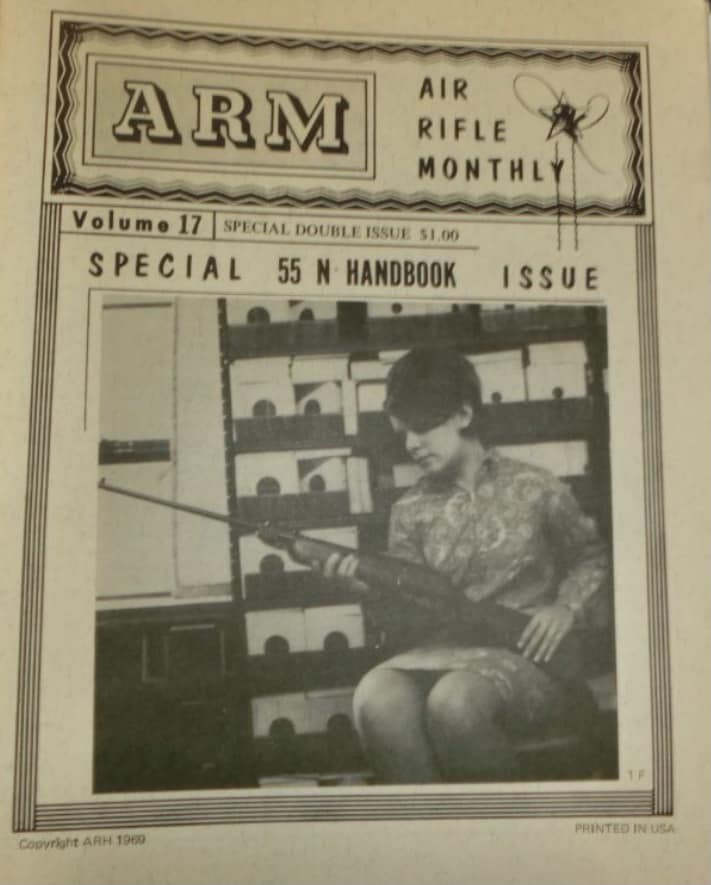 ARM
AIR
RIFLE
MONTHLY
Volume 17 SPECIAL DOUBLE ISSUE $1.00
SPECIAL 55 N HANDBOOK ISSUE
1 F
Copyright ARH 1969
PRINTED IN USA